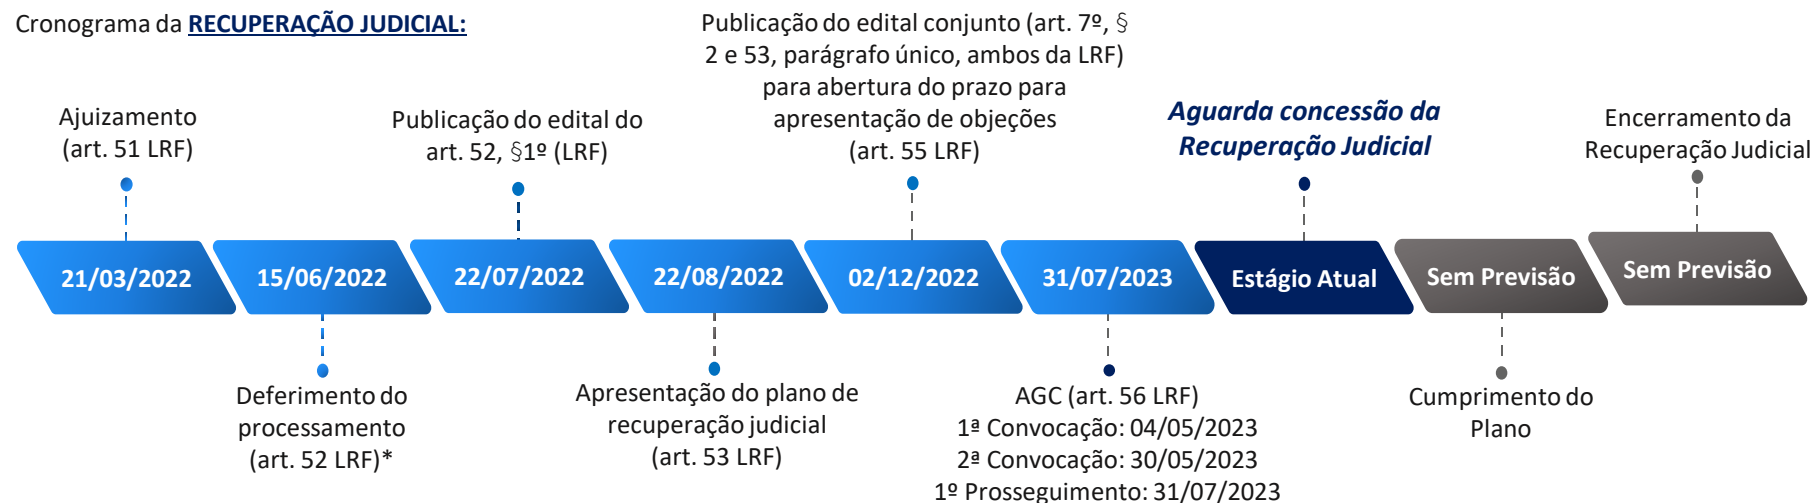 Cronograma da RECUPERAÇÃO JUDICIAL:
Ajuizamento
(art. 51 LRF)
Publicação do edital do
art. 52, §1º (LRF)
Publicação do edital conjunto (art. 7º, §
2 e 53, parágrafo único, ambos da LRF)
para abertura do prazo para
apresentação de objeções
(art. 55 LRF)
Aguarda concessão da
Recuperação Judicial
Encerramento da
Recuperação Judicial
21/03/2022
15/06/2022
22/07/2022
22/08/2022
02/12/2022
31/07/2023
Estágio Atual
Sem Previsão
Sem Previsão
Deferimento do
processamento
(art. 52 LRF)*
Apresentação do plano de
recuperação judicial
(art. 53 LRF)
AGC (art. 56 LRF)
1ª Convocação: 04/05/2023
2ª Convocação: 30/05/2023
1º Prosseguimento: 31/07/2023
Cumprimento do
Plano